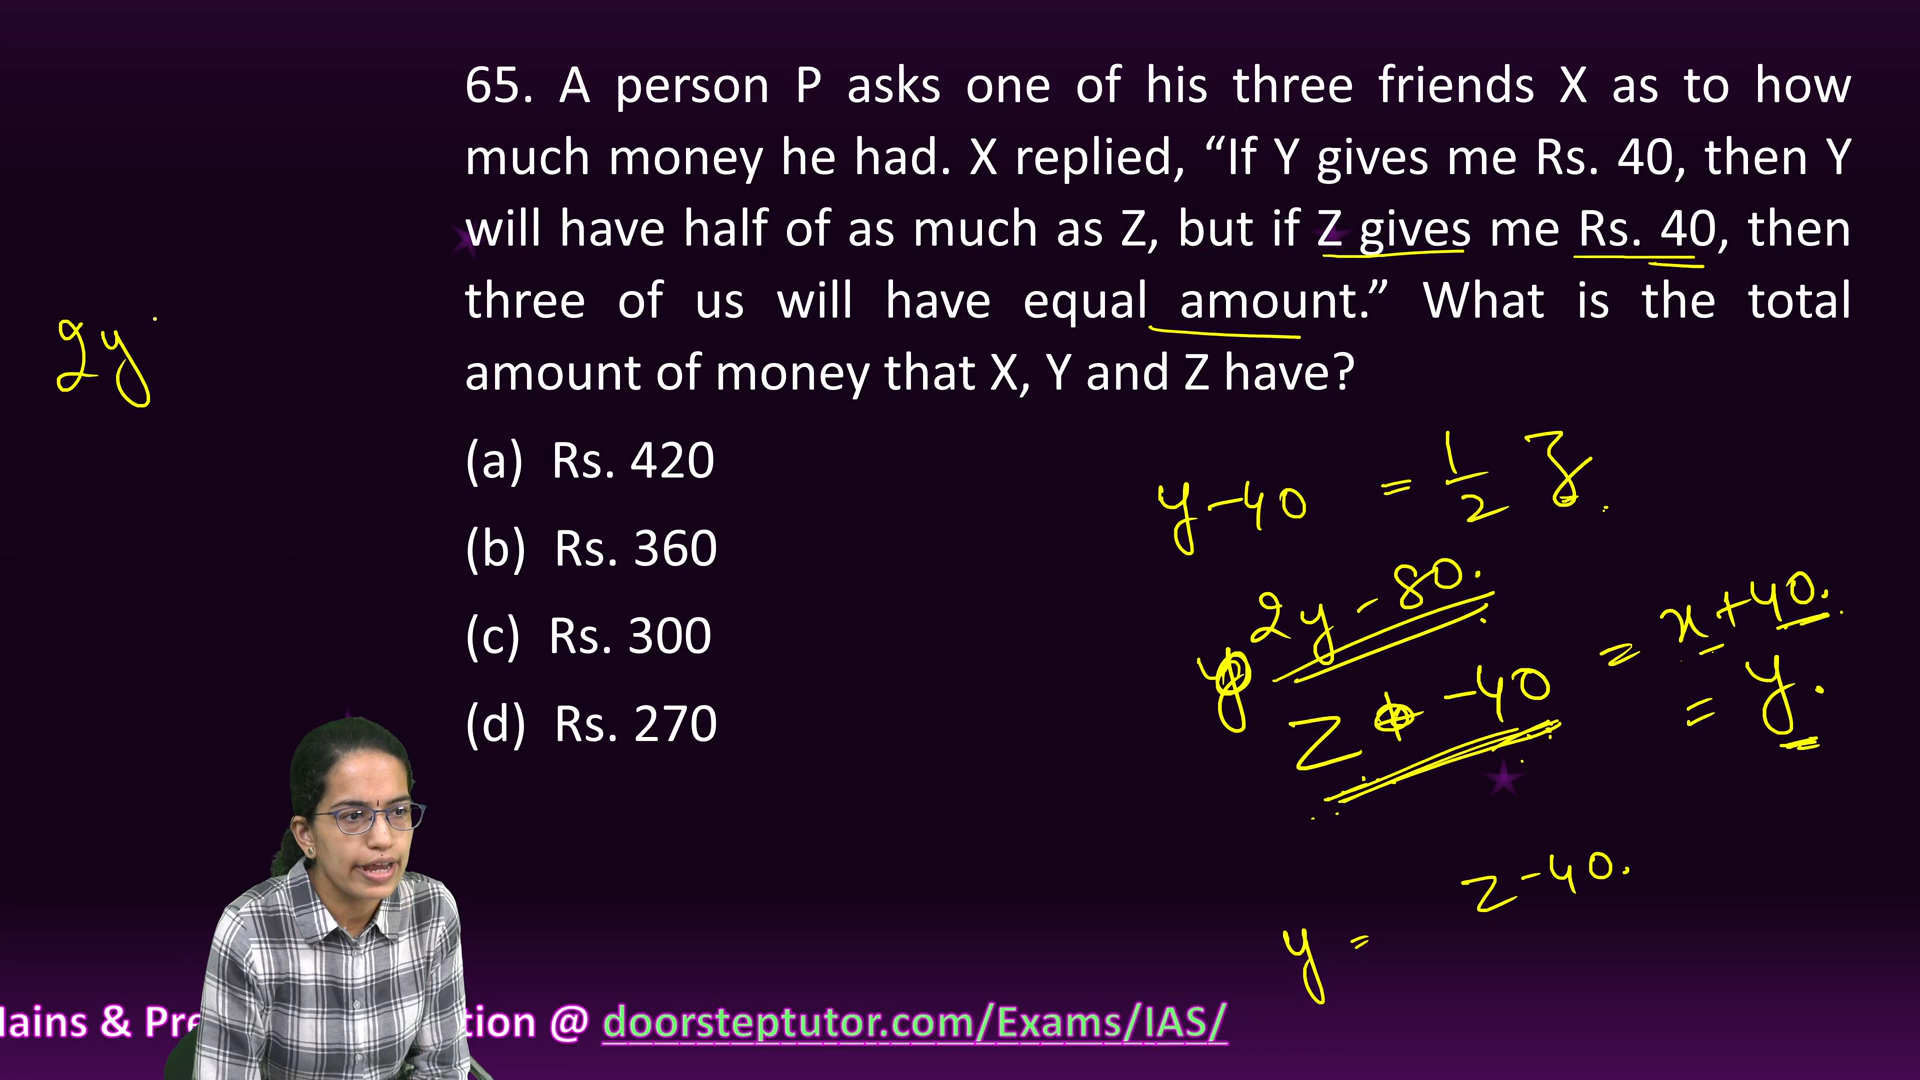 65. A person P asks one of his three friends X as to how
much money he had. X replied, “If Y gives me Rs. 40, then Y
will have half of as much as Z, but if Z gives me Rs. 40, then
three of us will have equal amount.” What is the total
amount of money that X, Y and Z have?
2y
(a) Rs. 420
(b) Rs. 360
(c) Rs. 300
(d) Rs. 270
y - 40 = 1/2 z
2y - 80.
z - 40 = x + 40.
= y.
z - 40.
y =
tion @ doorsteptutor.com/Exams/IAS/